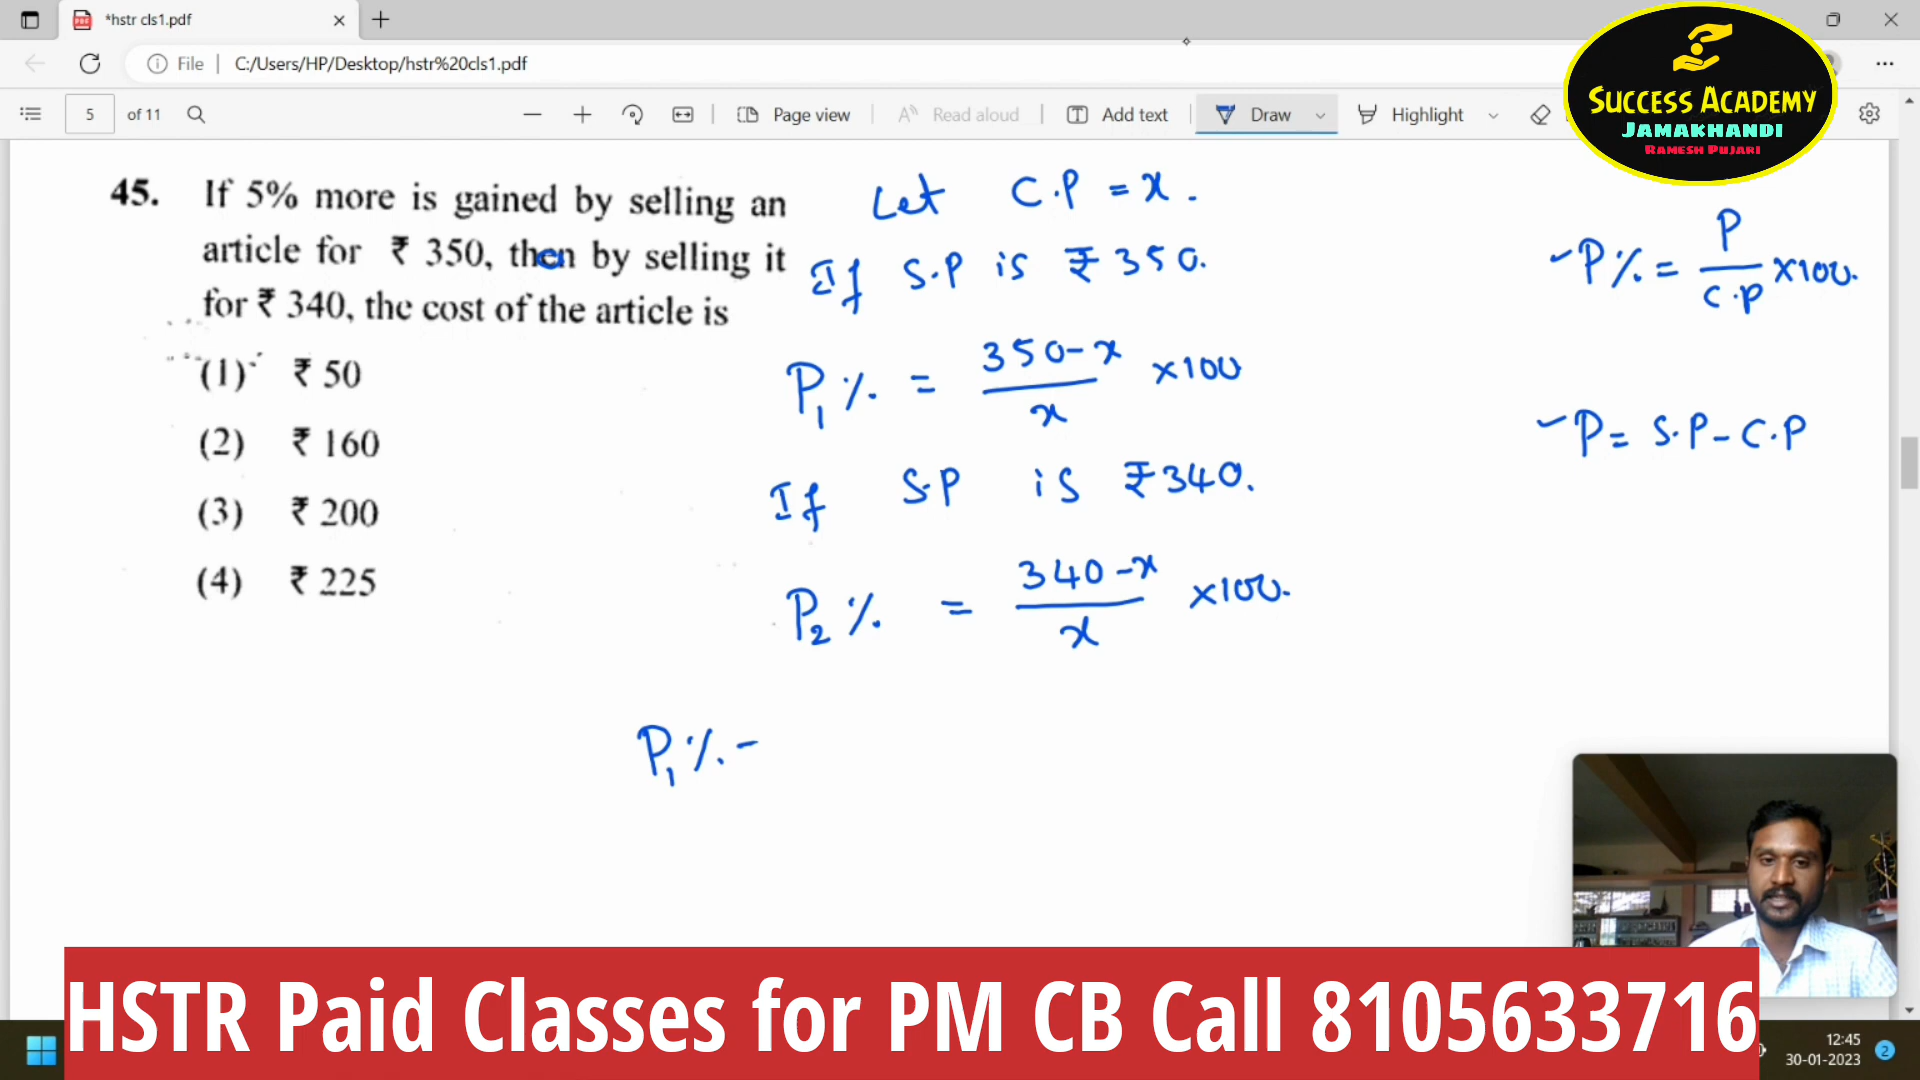 *hstr cls1.pdf
File
C:/Users/HP/Desktop/hstr%20cls1.pdf
5 of 11
Page view
Read aloud
Add text
Draw
Highlight
SUCCESS ACADEMY
JAMAKHANDI
RAMESH PUJARI
45. If 5% more is gained by selling an
article for ₹ 350, then by selling it
for ₹ 340, the cost of the article is
(1) ₹ 50
(2) ₹ 160
(3) ₹ 200
(4) ₹ 225
Let C.P = x.
If S.P is ₹ 350.
P₁ % = (350-x)/x ×100
If S.P is ₹340.
P₂ % = (340-x)/x ×100.
P₁ % -
P% = P/C.P ×100.
P = S.P - C.P
HSTR Paid Classes for PM CB Call 8105633716
12:45
30-01-2023
2